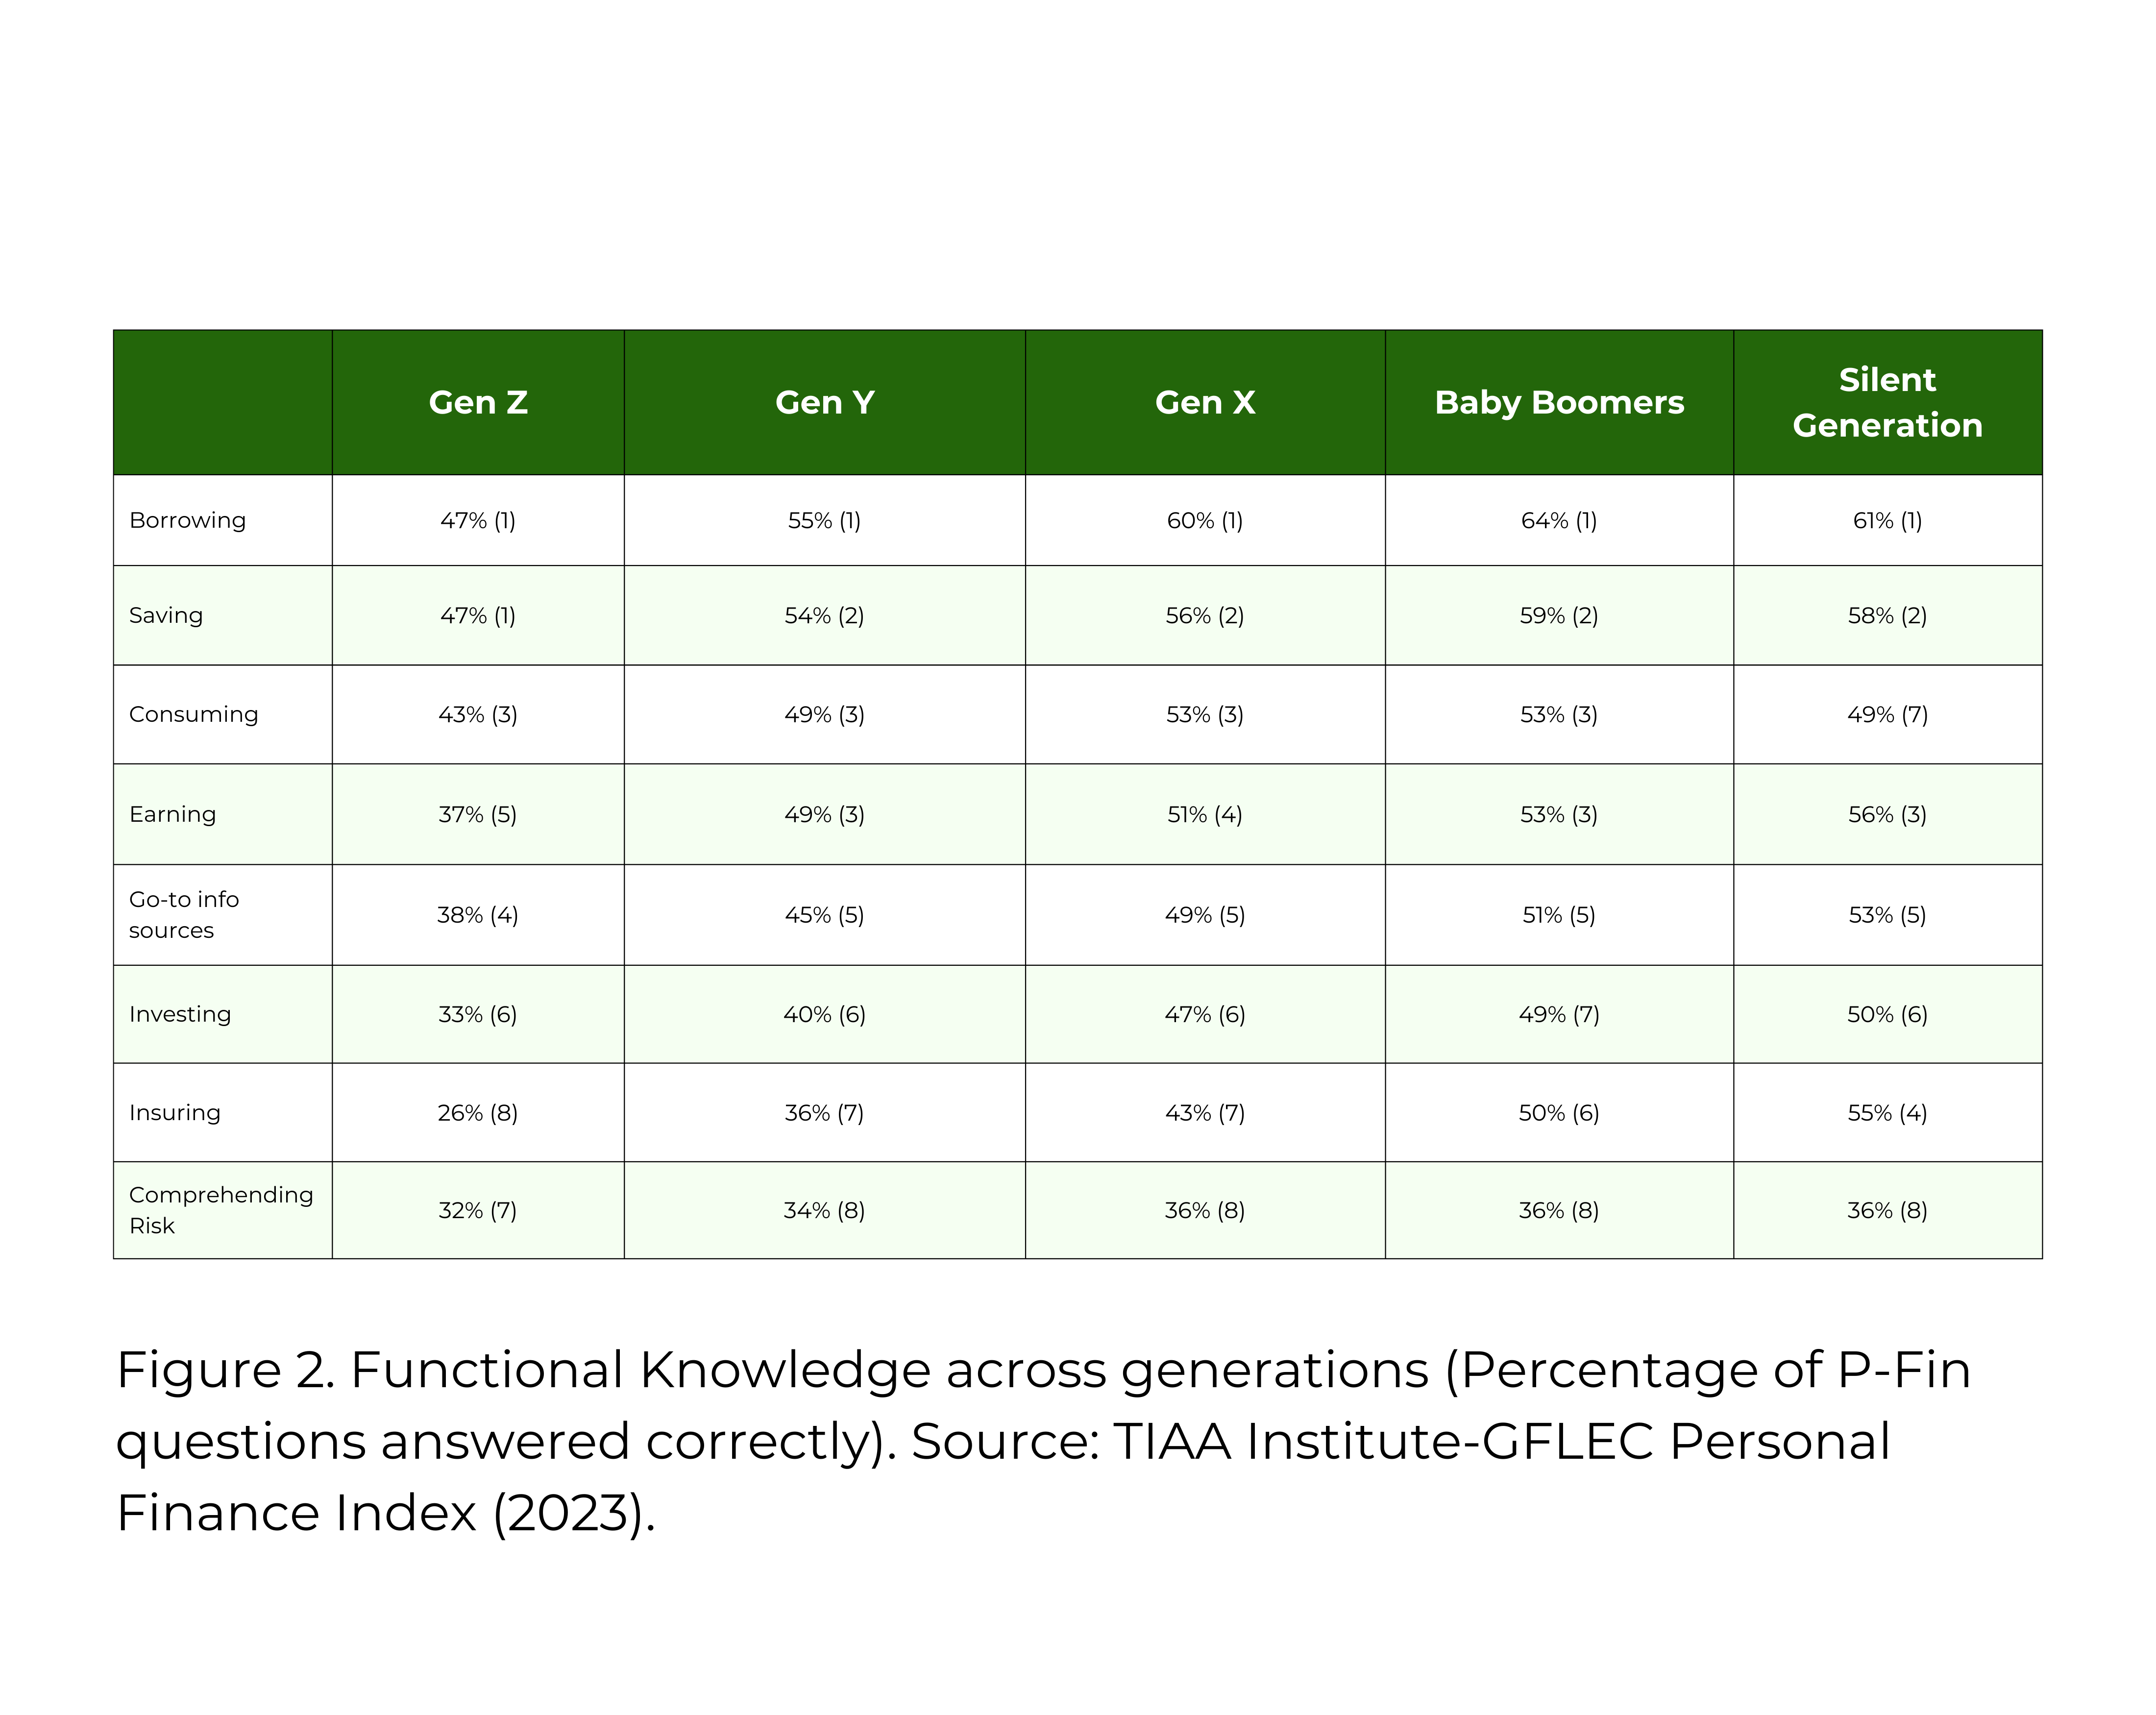 Gen Z Gen Y Gen X Baby Boomers Silent Generation
Borrowing 47% (1) 55% (1) 60% (1) 64% (1) 61% (1)
Saving 47% (1) 54% (2) 56% (2) 59% (2) 58% (2)
Consuming 43% (3) 49% (3) 53% (3) 53% (3) 49% (7)
Earning 37% (5) 49% (3) 51% (4) 53% (3) 56% (3)
Go-to info sources 38% (4) 45% (5) 49% (5) 51% (5) 53% (5)
Investing 33% (6) 40% (6) 47% (6) 49% (7) 50% (6)
Insuring 26% (8) 36% (7) 43% (7) 50% (6) 55% (4)
Comprehending Risk 32% (7) 34% (8) 36% (8) 36% (8) 36% (8)
Figure 2. Functional Knowledge across generations (Percentage of P-Fin
questions answered correctly). Source: TIAA Institute-GFLEC Personal
Finance Index (2023).